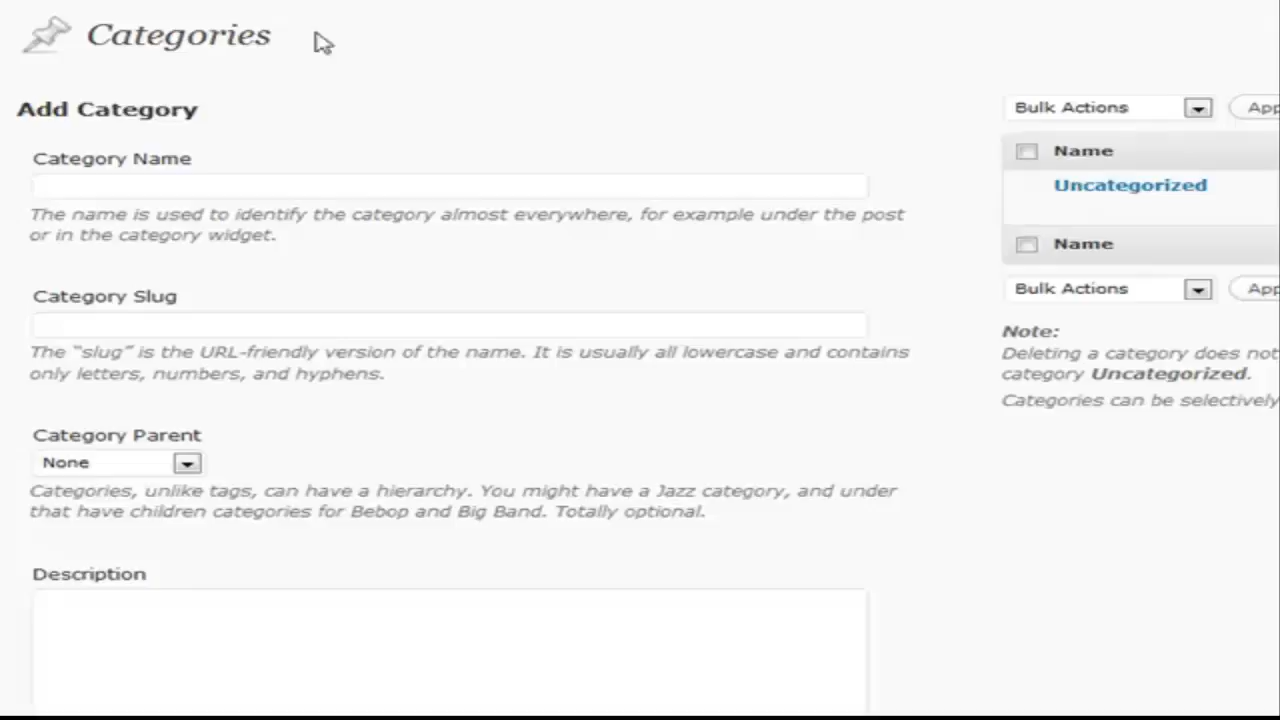 Categories
Add Category
Category Name
The name is used to identify the category almost everywhere, for example under the post
or in the category widget.
Category Slug
The “slug” is the URL-friendly version of the name. It is usually all lowercase and contains
only letters, numbers, and hyphens.
Category Parent
None
Categories, unlike tags, can have a hierarchy. You might have a Jazz category, and under
that have children categories for Bebop and Big Band. Totally optional.
Description
Bulk Actions
App
Name
Uncategorized
Name
Bulk Actions
App
Note:
Deleting a category does not
category Uncategorized.
Categories can be selectively